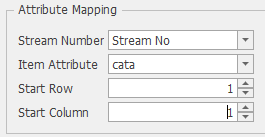 Attribute Mapping
Stream Number Stream No
Item Attribute cata
Start Row 1
Start Column 1